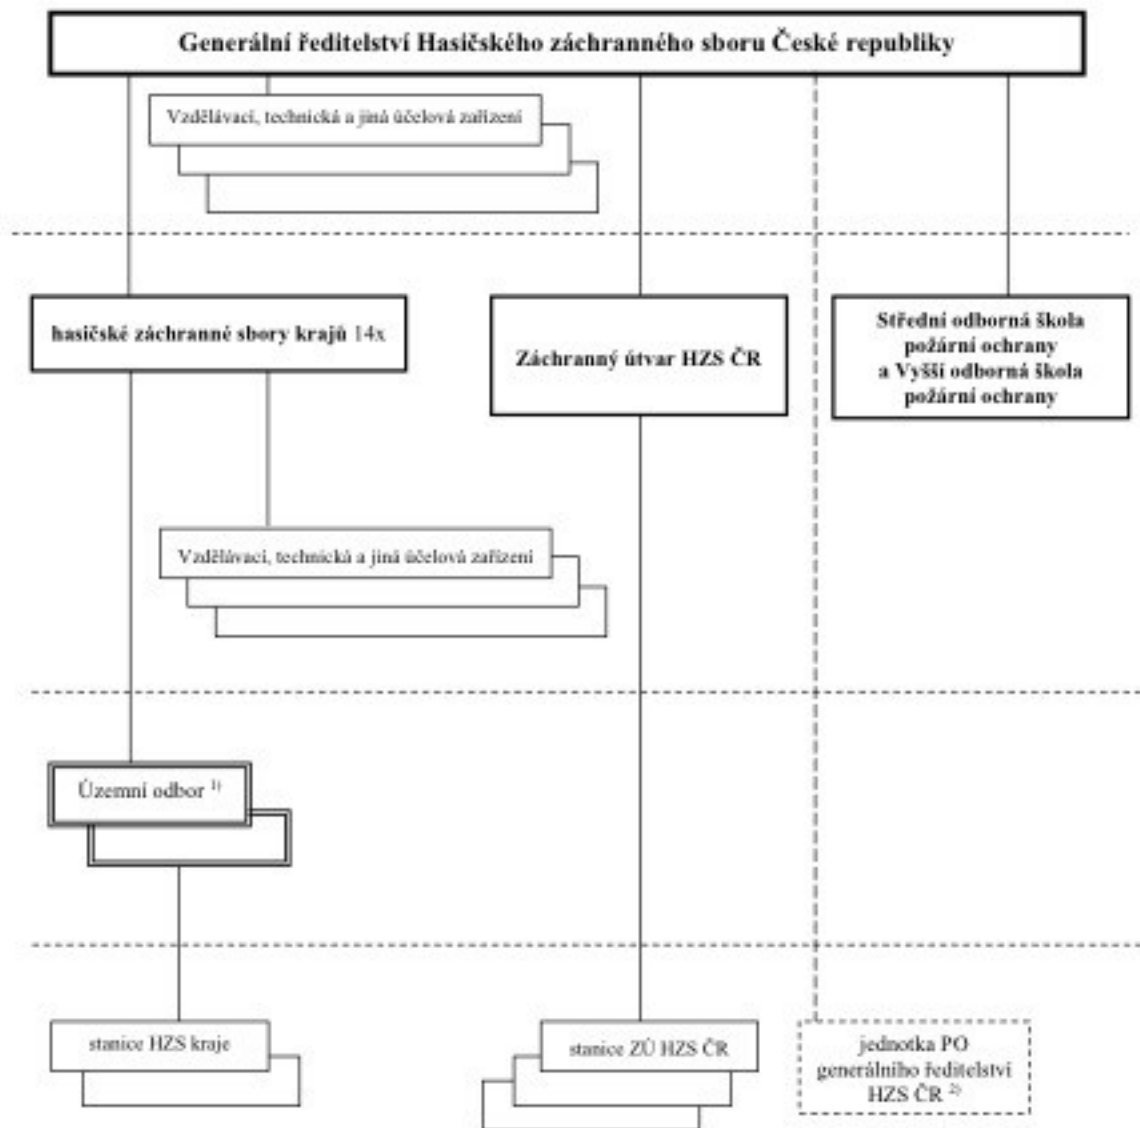 Generální ředitelství Hasičského záchranného sboru České republiky
Vzdělávací, technická a jiná účelová zařízení
hasičské záchranné sbory krajů 14x
Záchranný útvar HZS ČR
Střední odborná škola
požární ochrany
a Vyšší odborná škola
požární ochrany
Vzdělávací, technická a jiná účelová zařízení
Územní odbor ¹⁾
stanice HZS kraje
stanice ZÚ HZS ČR
jednotka PO
generálního ředitelství
HZS ČR ²⁾